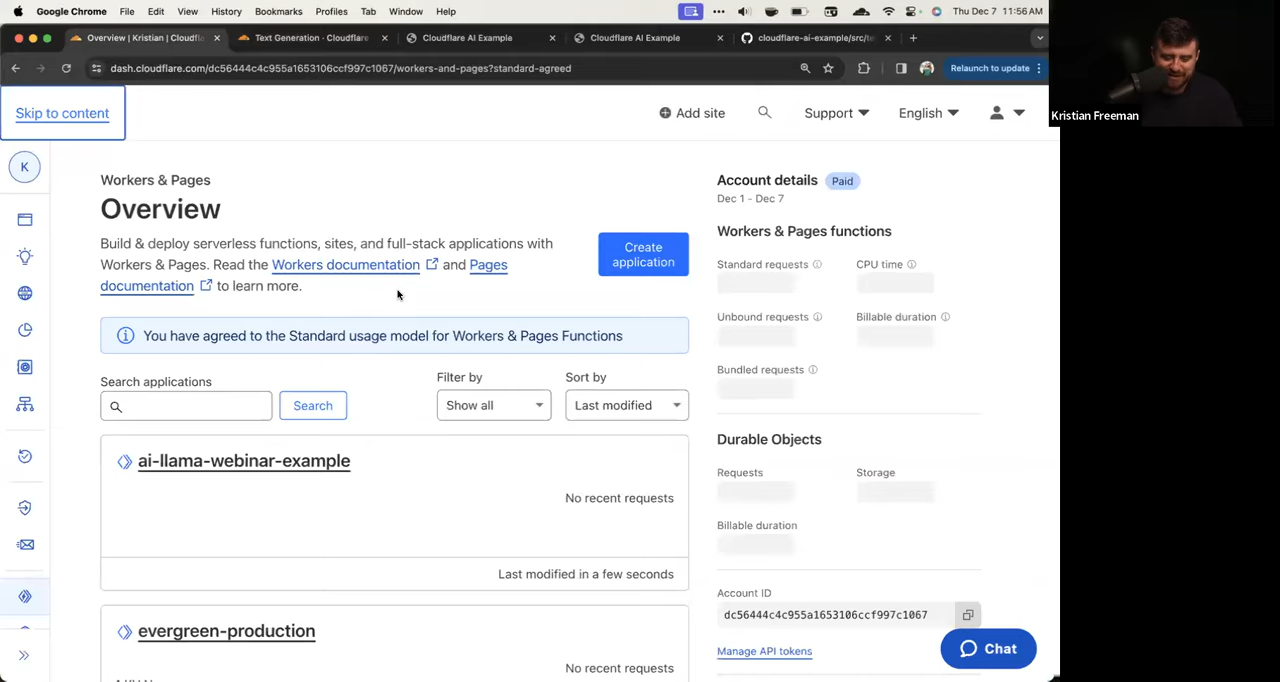 Google Chrome File Edit View History Bookmarks Profiles Tab Window Help
Thu Dec 7 11:56 AM
Overview | Kristian | Cloudfl
Text Generation · Cloudflare
Cloudflare AI Example
Cloudflare AI Example
cloudflare-ai-example/src/te
dash.cloudflare.com/dc56444c4c955a1653106ccf997c1067/workers-and-pages?standard-agreed
Relaunch to update
Kristian Freeman
Skip to content
Add site
Support
English
K
Workers & Pages
Overview
Build & deploy serverless functions, sites, and full-stack applications with
Workers & Pages. Read the Workers documentation and Pages
documentation to learn more.
Create
application
You have agreed to the Standard usage model for Workers & Pages Functions
Search applications
Search
Filter by
Show all
Sort by
Last modified
ai-llama-webinar-example
No recent requests
Last modified in a few seconds
evergreen-production
No recent requests
Account details Paid
Dec 1 - Dec 7
Workers & Pages functions
Standard requests
CPU time
Unbound requests
Billable duration
Bundled requests
Durable Objects
Requests
Storage
Billable duration
Account ID
dc56444c4c955a1653106ccf997c1067
Manage API tokens
Chat